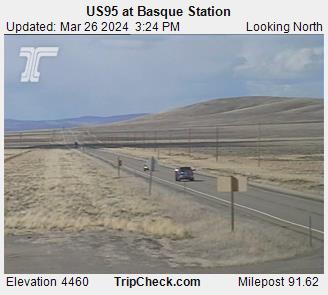 US95 at Basque Station
Updated: Mar 26 2024 3:24 PM Looking North
Elevation 4460 TripCheck.com Milepost 91.62